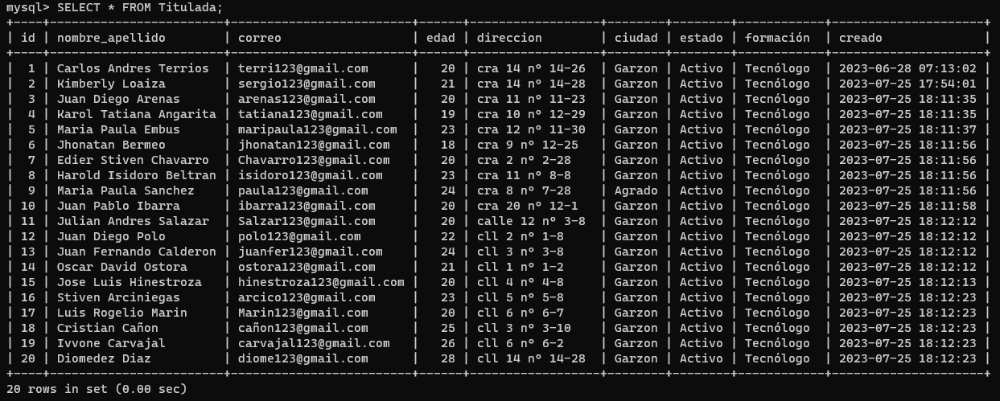 mysql> SELECT * FROM Titulada;
+----+------------------------+-------------------------+------+------------------+--------+--------+------------+---------------------+
| id | nombre_apellido        | correo                  | edad | direccion        | ciudad | estado | formación  | creado              |
+----+------------------------+-------------------------+------+------------------+--------+--------+------------+---------------------+
|  1 | Carlos Andres Terrios  | terri123@gmail.com      |   20 | cra 14 nº 14-26  | Garzon | Activo | Tecnólogo  | 2023-06-28 07:13:02 |
|  2 | Kimberly Loaiza        | sergio123@gmail.com     |   21 | cra 14 nº 14-28  | Garzon | Activo | Tecnólogo  | 2023-07-25 17:54:01 |
|  3 | Juan Diego Arenas      | arenas123@gmail.com     |   20 | cra 11 nº 11-23  | Garzon | Activo | Tecnólogo  | 2023-07-25 18:11:35 |
|  4 | Karol Tatiana Angarita | tatiana123@gmail.com    |   19 | cra 10 nº 12-29  | Garzon | Activo | Tecnólogo  | 2023-07-25 18:11:35 |
|  5 | Maria Paula Embus      | maripaula123@gmail.com  |   23 | cra 12 nº 11-30  | Garzon | Activo | Tecnólogo  | 2023-07-25 18:11:37 |
|  6 | Jhonatan Bermeo        | jhonatan123@gmail.com   |   18 | cra 9 nº 12-25   | Garzon | Activo | Tecnólogo  | 2023-07-25 18:11:56 |
|  7 | Edier Stiven Chavarro  | Chavarro123@gmail.com   |   20 | cra 2 nº 2-28    | Garzon | Activo | Tecnólogo  | 2023-07-25 18:11:56 |
|  8 | Harold Isidoro Beltran | isidoro123@gmail.com    |   23 | cra 11 nº 8-8    | Garzon | Activo | Tecnólogo  | 2023-07-25 18:11:56 |
|  9 | Maria Paula Sanchez    | paula123@gmail.com      |   24 | cra 8 nº 7-28    | Agrado | Activo | Tecnólogo  | 2023-07-25 18:11:56 |
| 10 | Juan Pablo Ibarra      | ibarra123@gmail.com     |   20 | cra 20 nº 12-1   | Garzon | Activo | Tecnólogo  | 2023-07-25 18:11:58 |
| 11 | Julian Andres Salazar  | Salzar123@gmail.com     |   20 | calle 12 nº 3-8  | Garzon | Activo | Tecnólogo  | 2023-07-25 18:12:12 |
| 12 | Juan Diego Polo        | polo123@gmail.com       |   22 | cll 2 nº 1-8     | Garzon | Activo | Tecnólogo  | 2023-07-25 18:12:12 |
| 13 | Juan Fernando Calderon | juanfer123@gmail.com    |   24 | cll 3 nº 3-8     | Garzon | Activo | Tecnólogo  | 2023-07-25 18:12:12 |
| 14 | Oscar David Ostora     | ostora123@gmail.com     |   21 | cll 1 nº 1-2     | Garzon | Activo | Tecnólogo  | 2023-07-25 18:12:12 |
| 15 | Jose Luis Hinestroza   | hinestroza123@gmail.com |   20 | cll 4 nº 4-8     | Garzon | Activo | Tecnólogo  | 2023-07-25 18:12:13 |
| 16 | Stiven Arciniegas      | arcico123@gmail.com     |   23 | cll 5 nº 5-8     | Garzon | Activo | Tecnólogo  | 2023-07-25 18:12:23 |
| 17 | Luis Rogelio Marin     | Marin123@gmail.com      |   20 | cll 6 nº 6-7     | Garzon | Activo | Tecnólogo  | 2023-07-25 18:12:23 |
| 18 | Cristian Cañon         | cañon123@gmail.com      |   25 | cll 3 nº 3-10    | Garzon | Activo | Tecnólogo  | 2023-07-25 18:12:23 |
| 19 | Ivvone Carvajal        | carvajal123@gmail.com   |   26 | cll 6 nº 6-2     | Garzon | Activo | Tecnólogo  | 2023-07-25 18:12:23 |
| 20 | Diomedez Diaz          | diome123@gmail.com      |   28 | cll 14 nº 14-28  | Garzon | Activo | Tecnólogo  | 2023-07-25 18:12:23 |
+----+------------------------+-------------------------+------+------------------+--------+--------+------------+---------------------+
20 rows in set (0.00 sec)